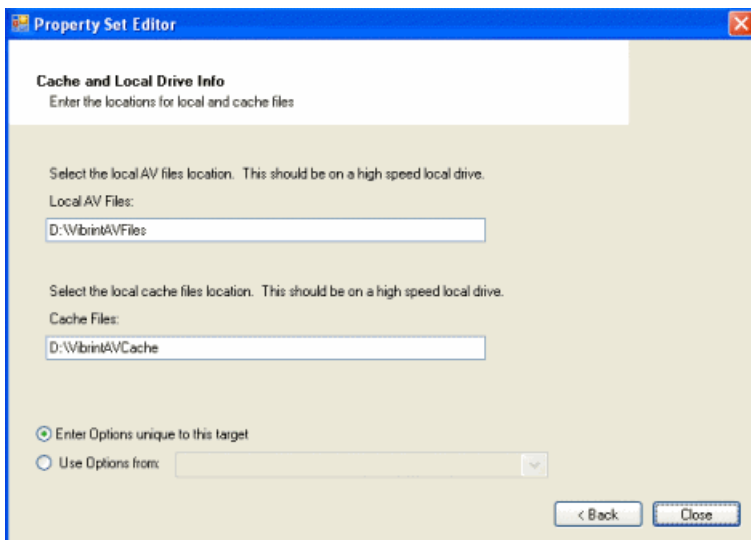 Property Set Editor
Cache and Local Drive Info
Enter the locations for local and cache files
Select the local AV files location. This should be on a high speed local drive.
Local AV Files:
D:\VibrintAVFiles
Select the local cache files location. This should be on a high speed local drive.
Cache Files:
D:\VibrintAVCache
Enter Options unique to this target
Use Options from:
< Back
Close